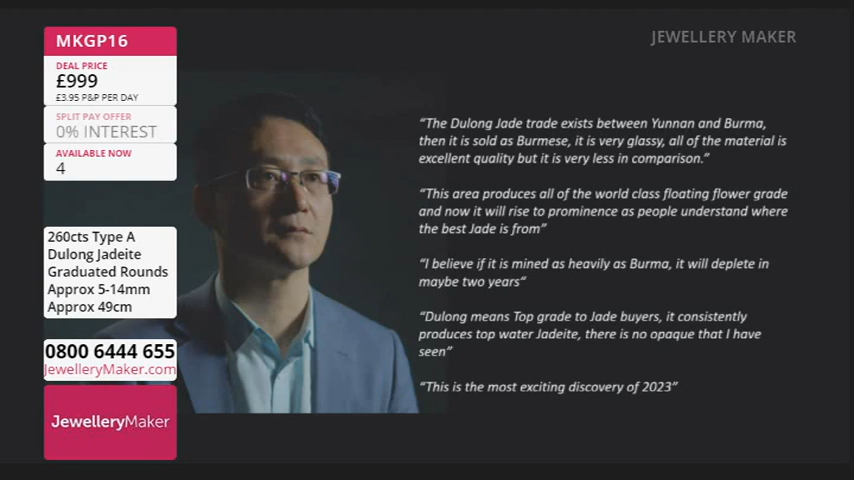 MKGP16
DEAL PRICE
£999
£3.95 P&P PER DAY
SPLIT PAY OFFER
0% INTEREST
AVAILABLE NOW
4
260cts Type A
Dulong Jadeite
Graduated Rounds
Approx 5-14mm
Approx 49cm
0800 6444 655
JewelleryMaker.com
JewelleryMaker
JEWELLERY MAKER
“The Dulong Jade trade exists between Yunnan and Burma,
then it is sold as Burmese, it is very glassy, all of the material is
excellent quality but it is very less in comparison.”
“This area produces all of the world class floating flower grade
and now it will rise to prominence as people understand where
the best Jade is from”
“I believe if it is mined as heavily as Burma, it will deplete in
maybe two years“
“Dulong means Top grade to Jade buyers, it consistently
produces top water Jadeite, there is no opaque that I have
seen”
“This is the most exciting discovery of 2023”